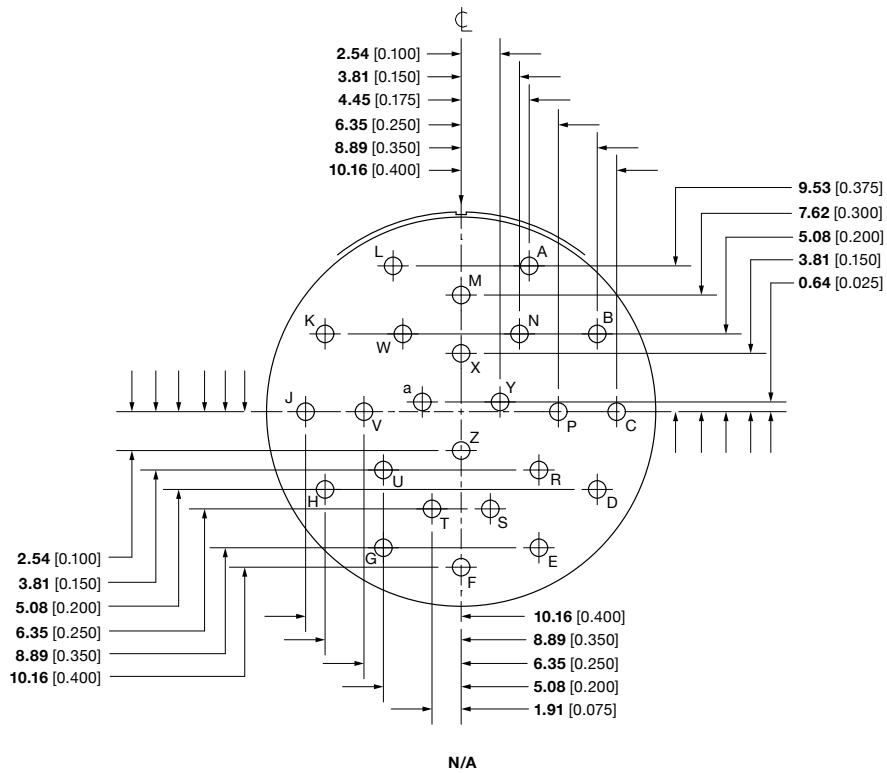 ℄
2.54 [0.100]
3.81 [0.150]
4.45 [0.175]
6.35 [0.250]
8.89 [0.350]
10.16 [0.400]
9.53 [0.375]
7.62 [0.300]
5.08 [0.200]
3.81 [0.150]
0.64 [0.025]
L A
M
K W N B
X
a Y
J V P C
Z
U R
H D
T S
G E
F
2.54 [0.100]
3.81 [0.150]
5.08 [0.200]
6.35 [0.250]
8.89 [0.350]
10.16 [0.400]
10.16 [0.400]
8.89 [0.350]
6.35 [0.250]
5.08 [0.200]
1.91 [0.075]
N/A